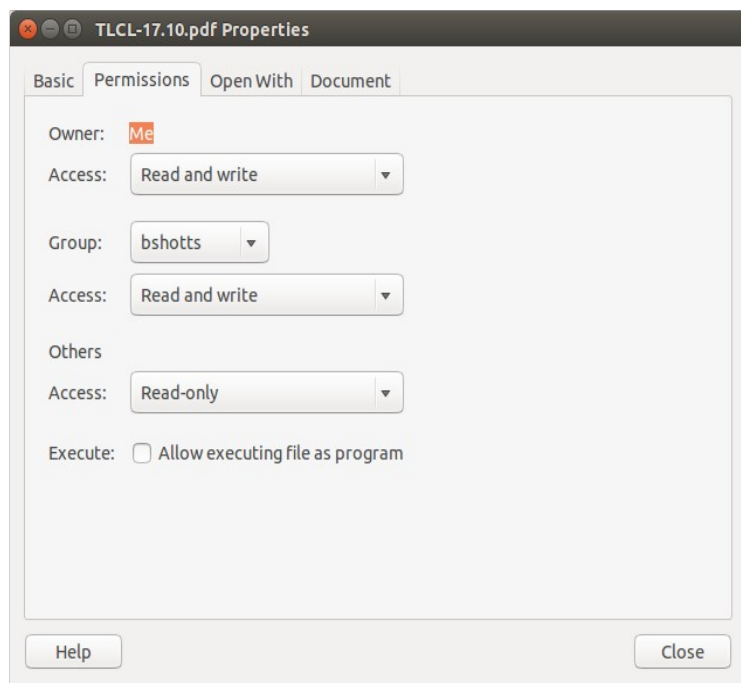 TLCL-17.10.pdf Properties
Basic Permissions Open With Document
Owner: Me
Access: Read and write
Group: bshotts
Access: Read and write
Others
Access: Read-only
Execute: Allow executing file as program
Help Close